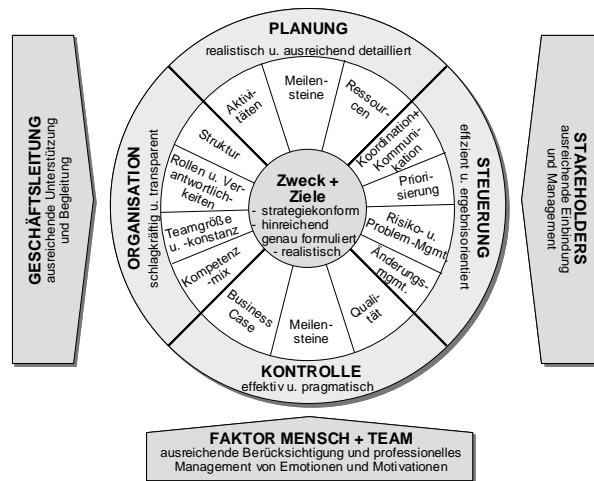 PLANUNG
realistisch u. ausreichend detailliert
Aktivi-
täten
Meilen-
steine
Ressour-
cen
GESCHÄFTSLEITUNG
ausreichende Unterstützung
und Begleitung
ORGANISATION
schlagkräftig u. transparent
Struktur
Rollen u. Ver-
antwortlich-
keiten
Teamgröße
u. -konstanz
Kompetenz
-mix
Zweck +
Ziele
- strategiekonform
- hinreichend
genau formuliert
- realistisch
Koordination+
Kommuni-
kation
Priori-
sierung
Risiko- u.
Problem-Mgmt
Änderungs-
mgmt.
STEUERUNG
effizient u. ergebnisorientiert
STAKEHOLDERS
ausreichende Einbindung
und Management
Business
Case
Meilen-
steine
Quali-
tät
KONTROLLE
effektiv u. pragmatisch
FAKTOR MENSCH + TEAM
ausreichende Berücksichtigung und professionelles
Management von Emotionen und Motivationen